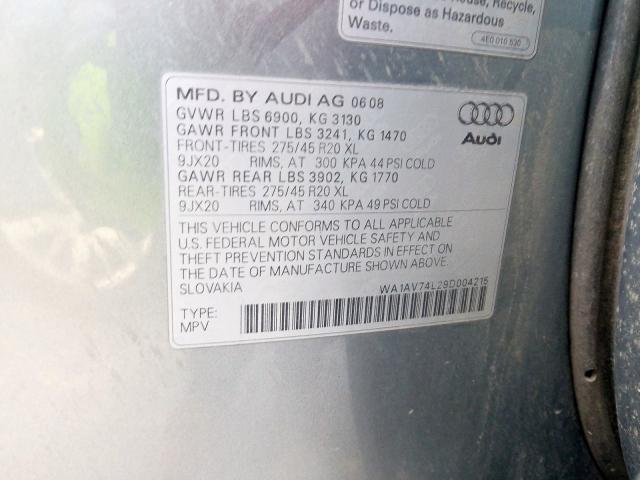 or Dispose as Hazardous
Waste.
4E0 010 530
MFD. BY AUDI AG 06 08
GVWR LBS 6900, KG 3130
GAWR FRONT LBS 3241, KG 1470
FRONT-TIRES 275/45 R20 XL
9JX20 RIMS, AT 300 KPA 44 PSI COLD
GAWR REAR LBS 3902, KG 1770
REAR-TIRES 275/45 R20 XL
9JX20 RIMS, AT 340 KPA 49 PSI COLD
Audi
THIS VEHICLE CONFORMS TO ALL APPLICABLE
U.S. FEDERAL MOTOR VEHICLE SAFETY AND
THEFT PREVENTION STANDARDS IN EFFECT ON
THE DATE OF MANUFACTURE SHOWN ABOVE.
SLOVAKIA
WA1AV74L29D004215
TYPE:
MPV